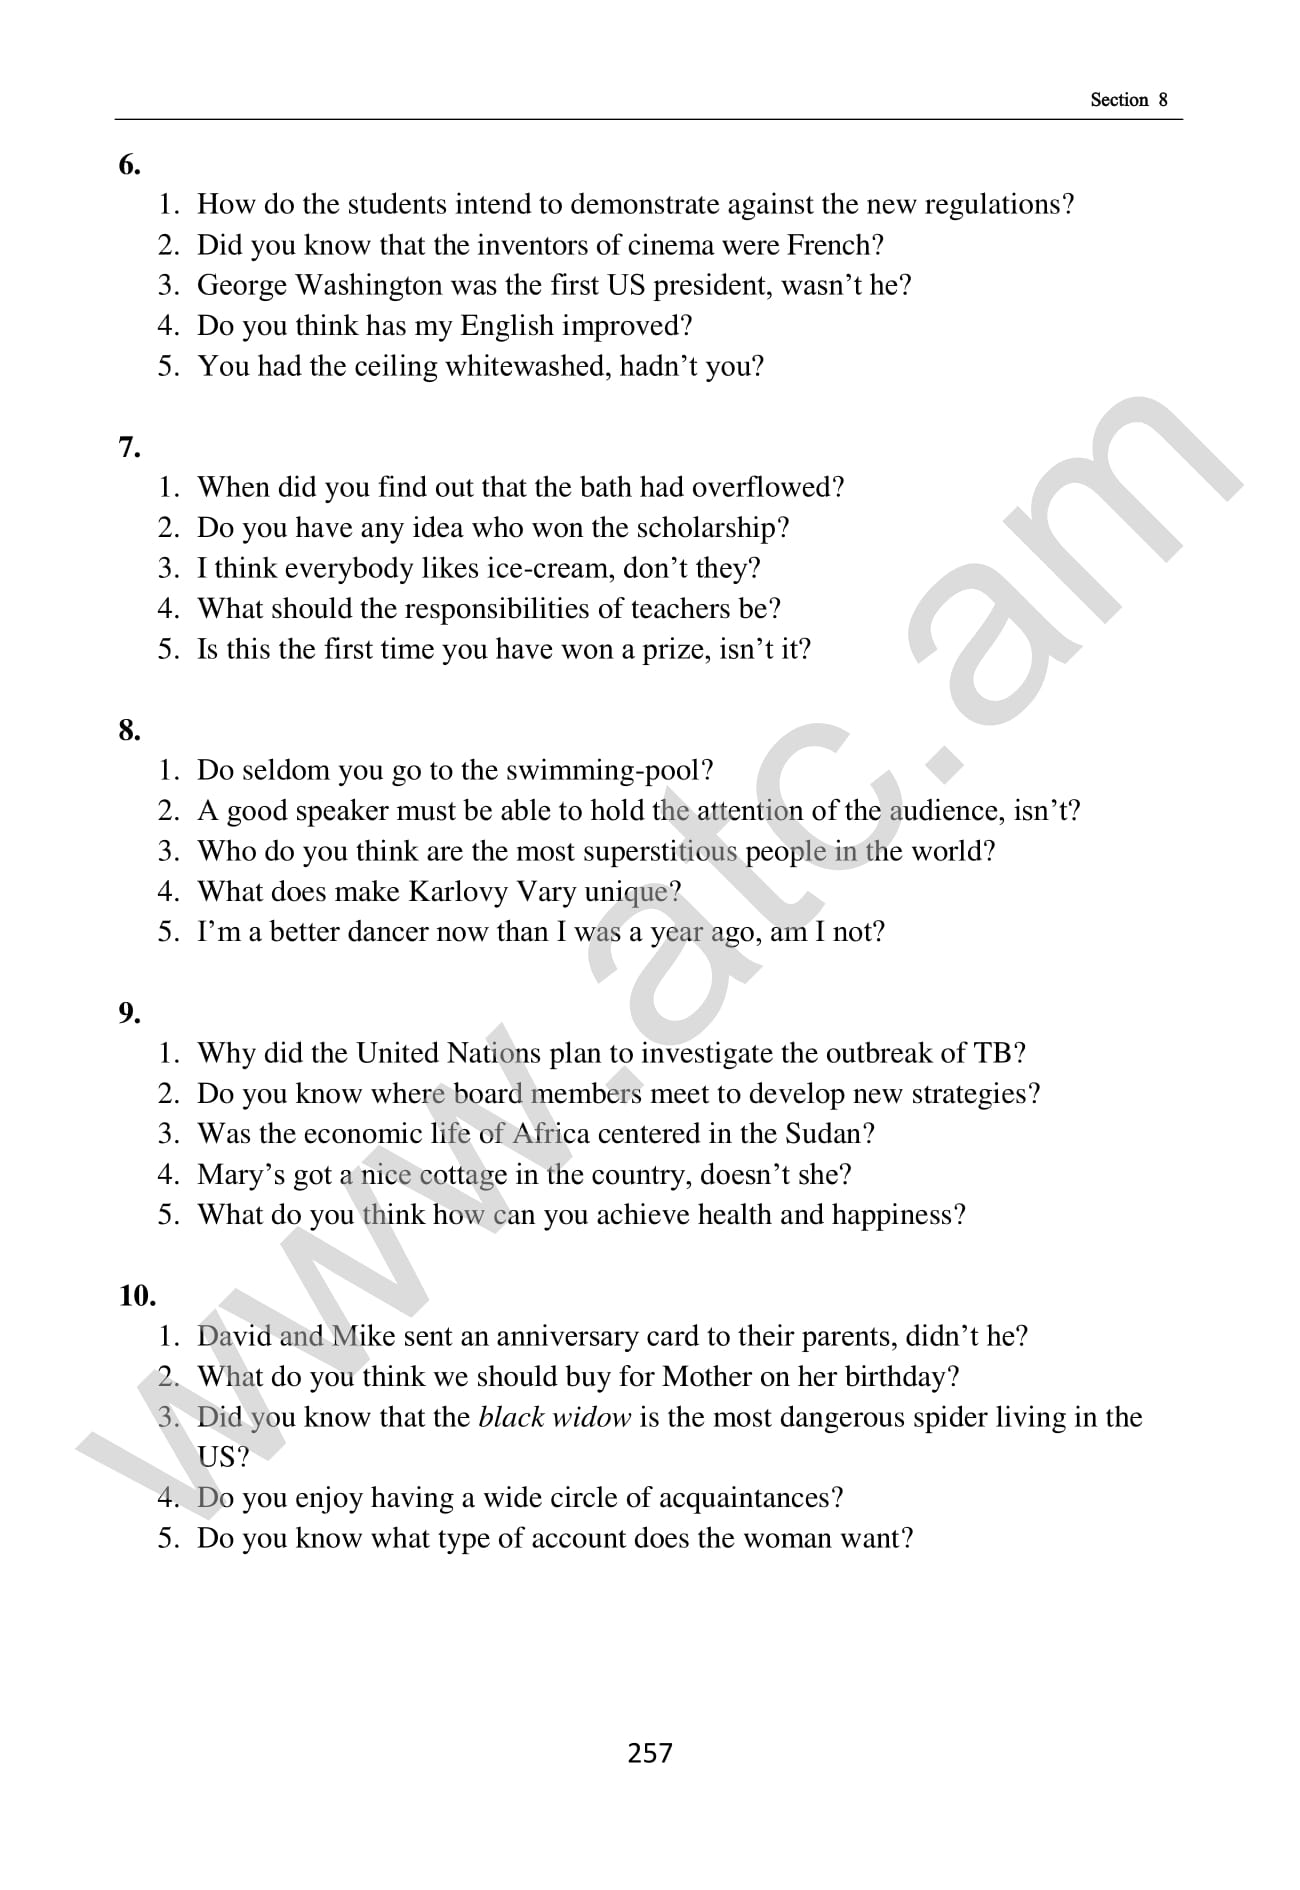 Section 8
6.
1. How do the students intend to demonstrate against the new regulations?
2. Did you know that the inventors of cinema were French?
3. George Washington was the first US president, wasn’t he?
4. Do you think has my English improved?
5. You had the ceiling whitewashed, hadn’t you?
7.
1. When did you find out that the bath had overflowed?
2. Do you have any idea who won the scholarship?
3. I think everybody likes ice-cream, don’t they?
4. What should the responsibilities of teachers be?
5. Is this the first time you have won a prize, isn’t it?
8.
1. Do seldom you go to the swimming-pool?
2. A good speaker must be able to hold the attention of the audience, isn’t?
3. Who do you think are the most superstitious people in the world?
4. What does make Karlovy Vary unique?
5. I’m a better dancer now than I was a year ago, am I not?
9.
1. Why did the United Nations plan to investigate the outbreak of TB?
2. Do you know where board members meet to develop new strategies?
3. Was the economic life of Africa centered in the Sudan?
4. Mary’s got a nice cottage in the country, doesn’t she?
5. What do you think how can you achieve health and happiness?
10.
1. David and Mike sent an anniversary card to their parents, didn’t he?
2. What do you think we should buy for Mother on her birthday?
3. Did you know that the black widow is the most dangerous spider living in the
US?
4. Do you enjoy having a wide circle of acquaintances?
5. Do you know what type of account does the woman want?
257
www.atc.am